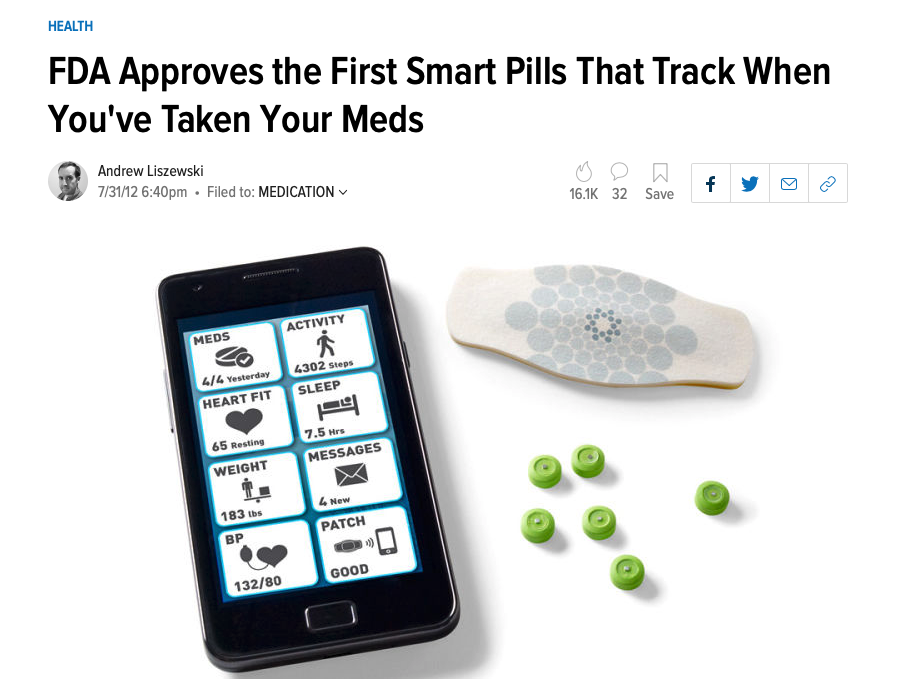 HEALTH
FDA Approves the First Smart Pills That Track When
You've Taken Your Meds
Andrew Liszewski
7/31/12 6:40pm • Filed to: MEDICATION
16.1K
32
Save
MEDS
4/4 Yesterday
ACTIVITY
4302 Steps
HEART FIT
65 Resting
SLEEP
7.5 Hrs
WEIGHT
183 lbs
MESSAGES
4 New
BP
132/80
PATCH
GOOD